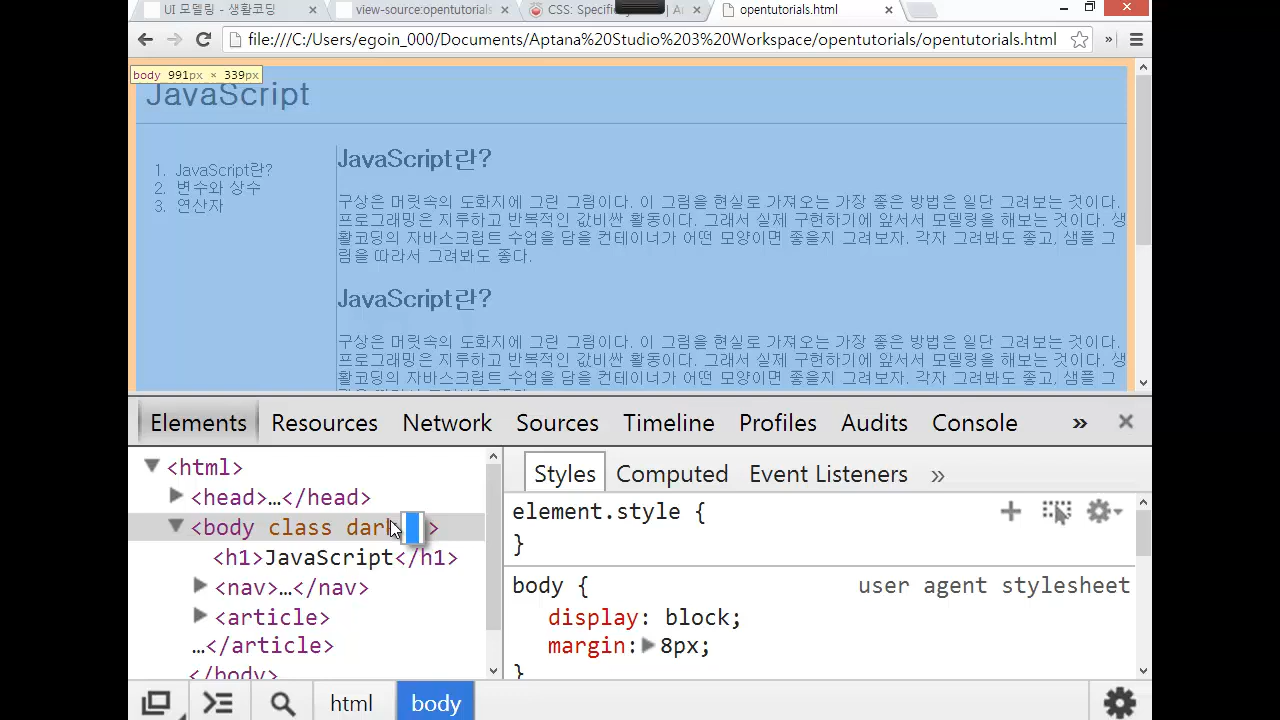 UI 모델링 - 생활코딩
view-source:opentutorials
CSS: Specifi
opentutorials.html
file:///C:/Users/egoin_000/Documents/Aptana%20Studio%203%20Workspace/opentutorials/opentutorials.html
body 991px × 339px
JavaScript
1. JavaScript란?
2. 변수와 상수
3. 연산자
JavaScript란?
구상은 머릿속의 도화지에 그린 그림이다. 이 그림을 현실로 가져오는 가장 좋은 방법은 일단 그려보는 것이다.
프로그래밍은 지루하고 반복적인 값비싼 활동이다. 그래서 실제 구현하기에 앞서서 모델링을 해보는 것이다. 생
활코딩의 자바스크립트 수업을 담을 컨테이너가 어떤 모양이면 좋을지 그려보자. 각자 그려봐도 좋고, 샘플 그
림을 따라서 그려봐도 좋다.
JavaScript란?
구상은 머릿속의 도화지에 그린 그림이다. 이 그림을 현실로 가져오는 가장 좋은 방법은 일단 그려보는 것이다.
프로그래밍은 지루하고 반복적인 값비싼 활동이다. 그래서 실제 구현하기에 앞서서 모델링을 해보는 것이다. 생
활코딩의 자바스크립트 수업을 담을 컨테이너가 어떤 모양이면 좋을지 그려보자. 각자 그려봐도 좋고, 샘플 그
Elements Resources Network Sources Timeline Profiles Audits Console »
<html>
<head>…</head>
<body class dar >
<h1>JavaScript</h1>
<nav>…</nav>
<article>
…</article>
</body>
Styles Computed Event Listeners »
element.style {
}
body { user agent stylesheet
display: block;
margin: 8px;
}
html body